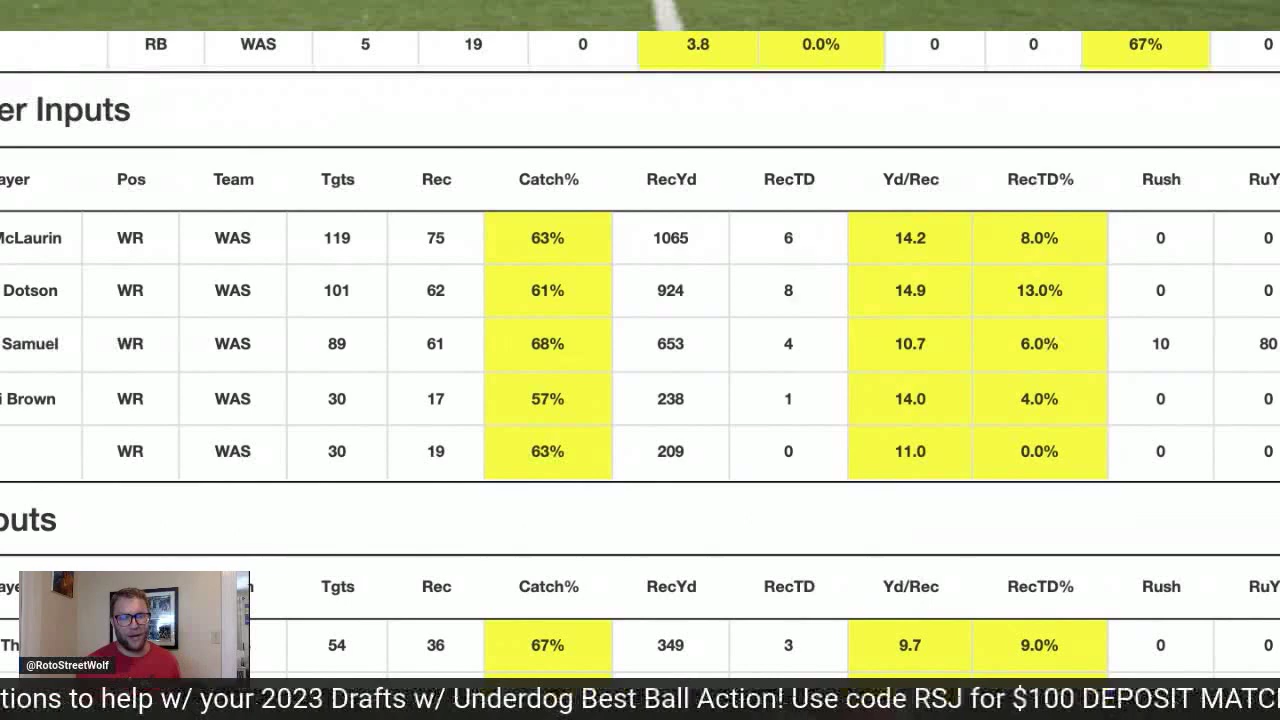 RB WAS 5 19 0 3.8 0.0% 0 0 67% 0
er Inputs
ayer Pos Team Tgts Rec Catch% RecYd RecTD Yd/Rec RecTD% Rush RuY
McLaurin WR WAS 119 75 63% 1065 6 14.2 8.0% 0 0
Dotson WR WAS 101 62 61% 924 8 14.9 13.0% 0 0
Samuel WR WAS 89 61 68% 653 4 10.7 6.0% 10 80
i Brown WR WAS 30 17 57% 238 1 14.0 4.0% 0 0
WR WAS 30 19 63% 209 0 11.0 0.0% 0 0
puts
aye Tgts Rec Catch% RecYd RecTD Yd/Rec RecTD% Rush RuY
Th 54 36 67% 349 3 9.7 9.0% 0 0
@RotoStreetWolf
tions to help w/ your 2023 Drafts w/ Underdog Best Ball Action! Use code RSJ for $100 DEPOSIT MATC